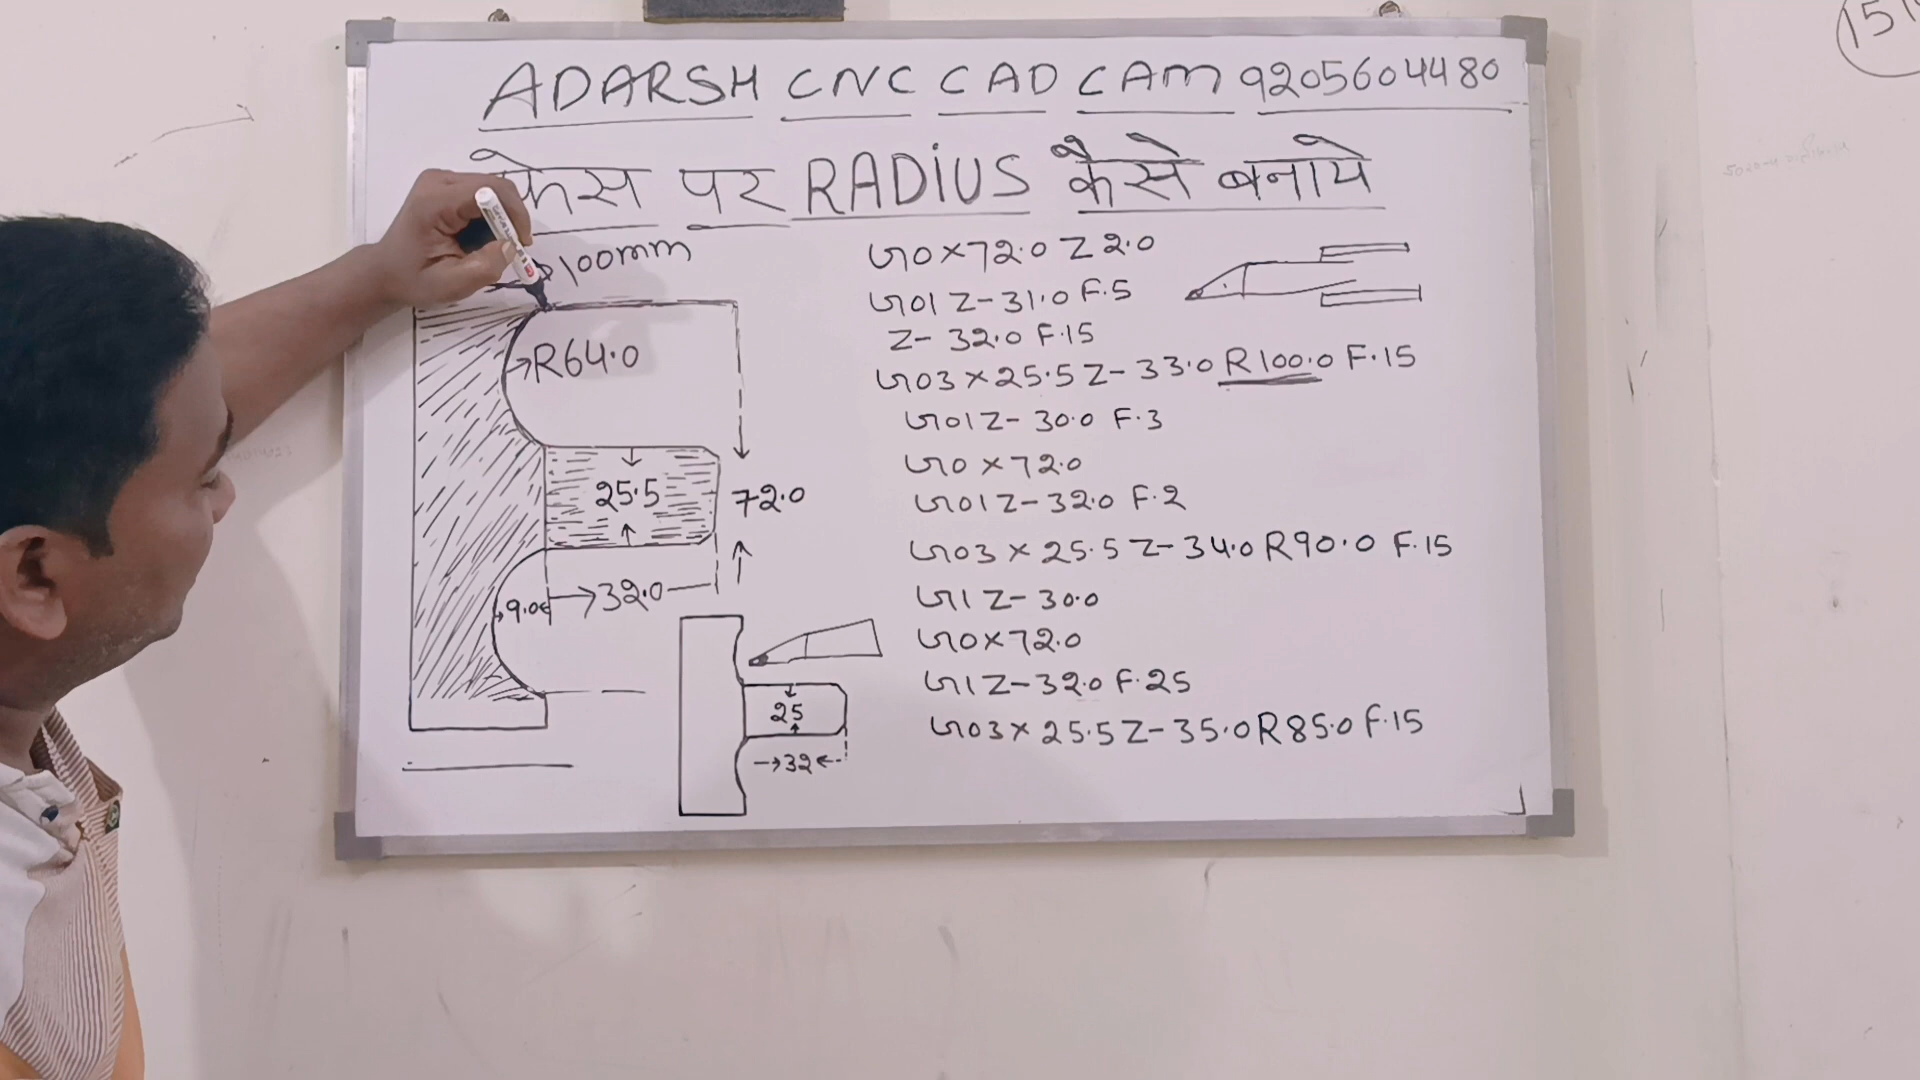 ADARSH CNC CAD CAM 9205604480
फेस पर RADIUS कैसे बनाये
100mm
R64.0
25.5
72.0
32.0
9.0
25
32
G0 X72.0 Z2.0
G01 Z-31.0 F.5
Z-32.0 F.15
G03 X25.5 Z-33.0 R100.0 F.15
G01 Z-30.0 F.3
G0 X72.0
G01 Z-32.0 F.2
G03 X25.5 Z-34.0 R90.0 F.15
G1 Z-30.0
G0 X72.0
G1 Z-32.0 F.25
G03 X25.5 Z-35.0 R85.0 F.15